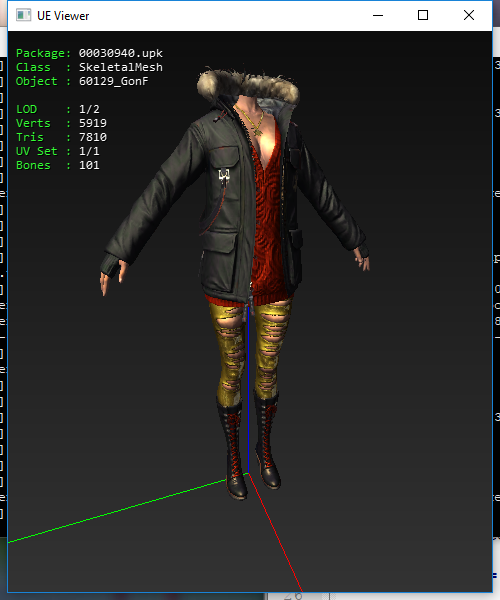 UE Viewer
Package: 00030940.upk
Class : SkeletalMesh
Object : 60129_GonF
LOD : 1/2
Verts : 5919
Tris : 7810
UV Set : 1/1
Bones : 101